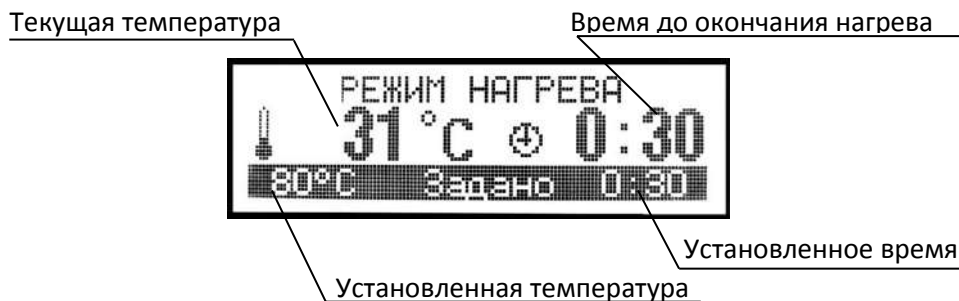 Текущая температура
Время до окончания нагрева
РЕЖИМ НАГРЕВА
31 °C 0:30
80°C Задано 0:30
Установленное время
Установленная температура